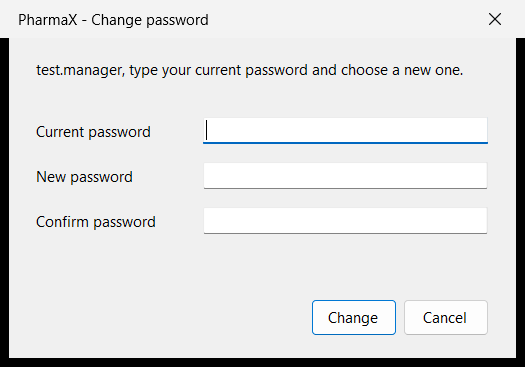 PharmaX - Change password
test.manager, type your current password and choose a new one.
Current password
New password
Confirm password
Change Cancel